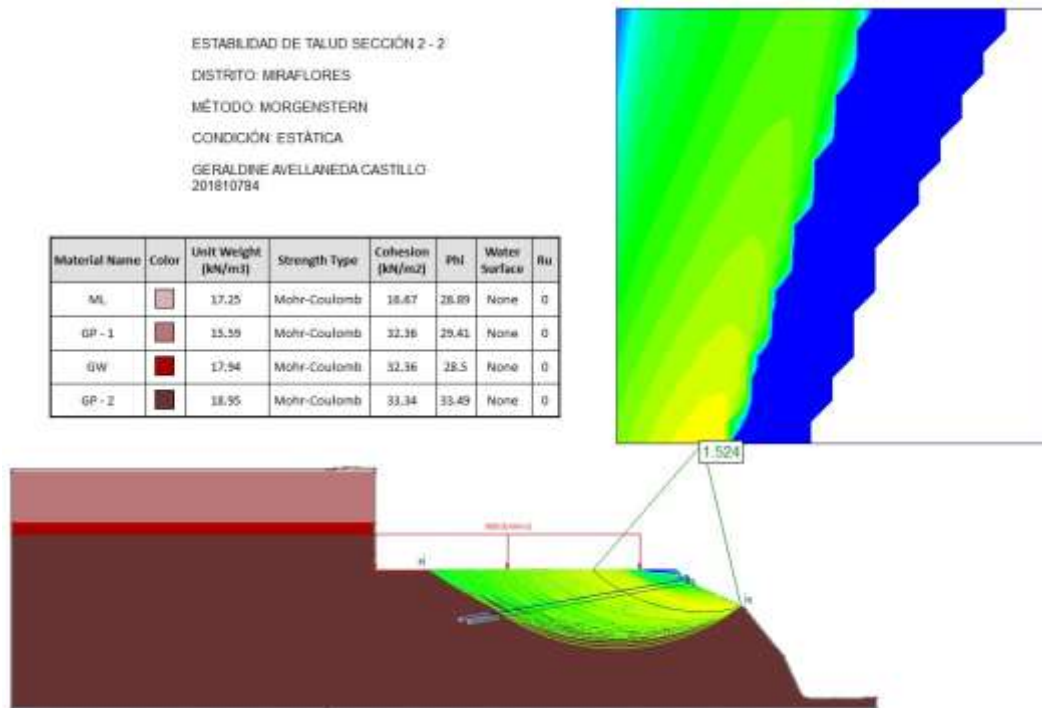 ESTABILIDAD DE TALUD SECCIÓN 2 - 2
DISTRITO: MIRAFLORES
MÉTODO: MORGENSTERN
CONDICIÓN: ESTÁTICA
GERALDINE AVELLANEDA CASTILLO
201810784
Material Name Color Unit Weight (kN/m3) Strength Type Cohesion (kN/m2) Phi Water Surface Ru
ML 17.25 Mohr-Coulomb 16.67 28.89 None 0
GP - 1 15.59 Mohr-Coulomb 32.36 29.41 None 0
GW 17.94 Mohr-Coulomb 32.36 28.5 None 0
GP - 2 18.95 Mohr-Coulomb 33.34 33.49 None 0
1.524